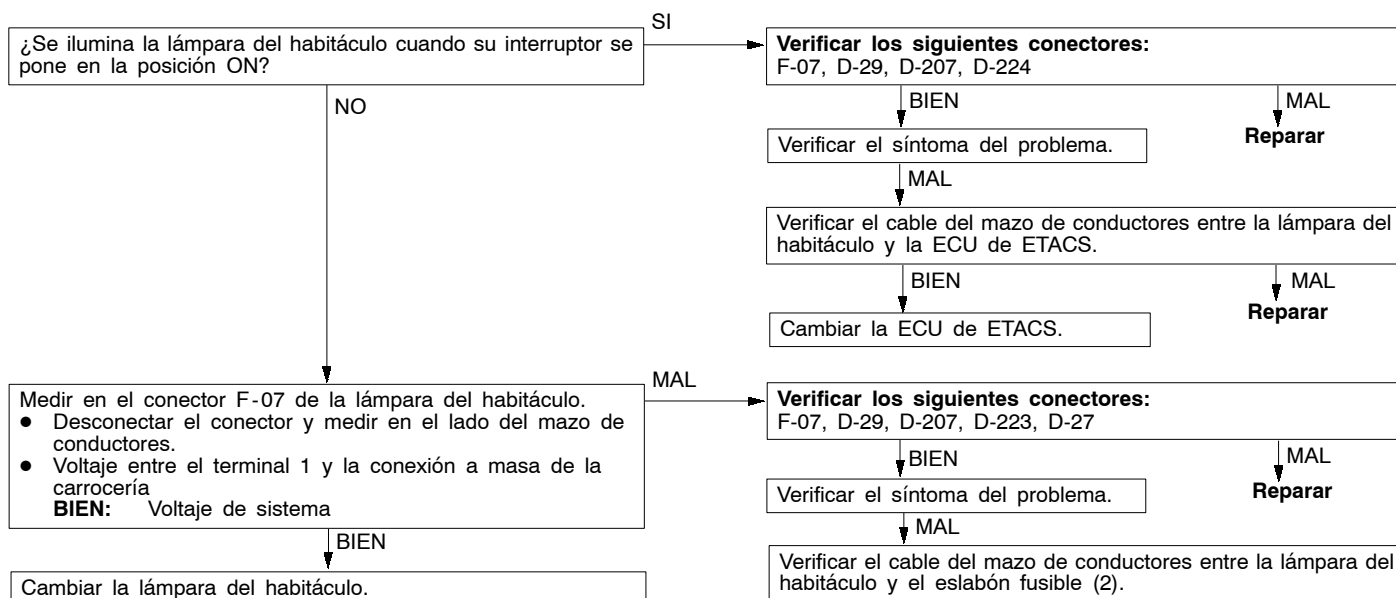 ¿Se ilumina la lámpara del habitáculo cuando su interruptor se
pone en la posición ON?
SI
Verificar los siguientes conectores:
F-07, D-29, D-207, D-224
NO
BIEN
MAL
Verificar el síntoma del problema.
Reparar
MAL
Verificar el cable del mazo de conductores entre la lámpara del
habitáculo y la ECU de ETACS.
BIEN
MAL
Cambiar la ECU de ETACS.
Reparar
Medir en el conector F-07 de la lámpara del habitáculo.
● Desconectar el conector y medir en el lado del mazo de
conductores.
● Voltaje entre el terminal 1 y la conexión a masa de la
carrocería
BIEN: Voltaje de sistema
MAL
Verificar los siguientes conectores:
F-07, D-29, D-207, D-223, D-27
BIEN
MAL
Verificar el síntoma del problema.
Reparar
BIEN
MAL
Cambiar la lámpara del habitáculo.
Verificar el cable del mazo de conductores entre la lámpara del
habitáculo y el eslabón fusible (2).